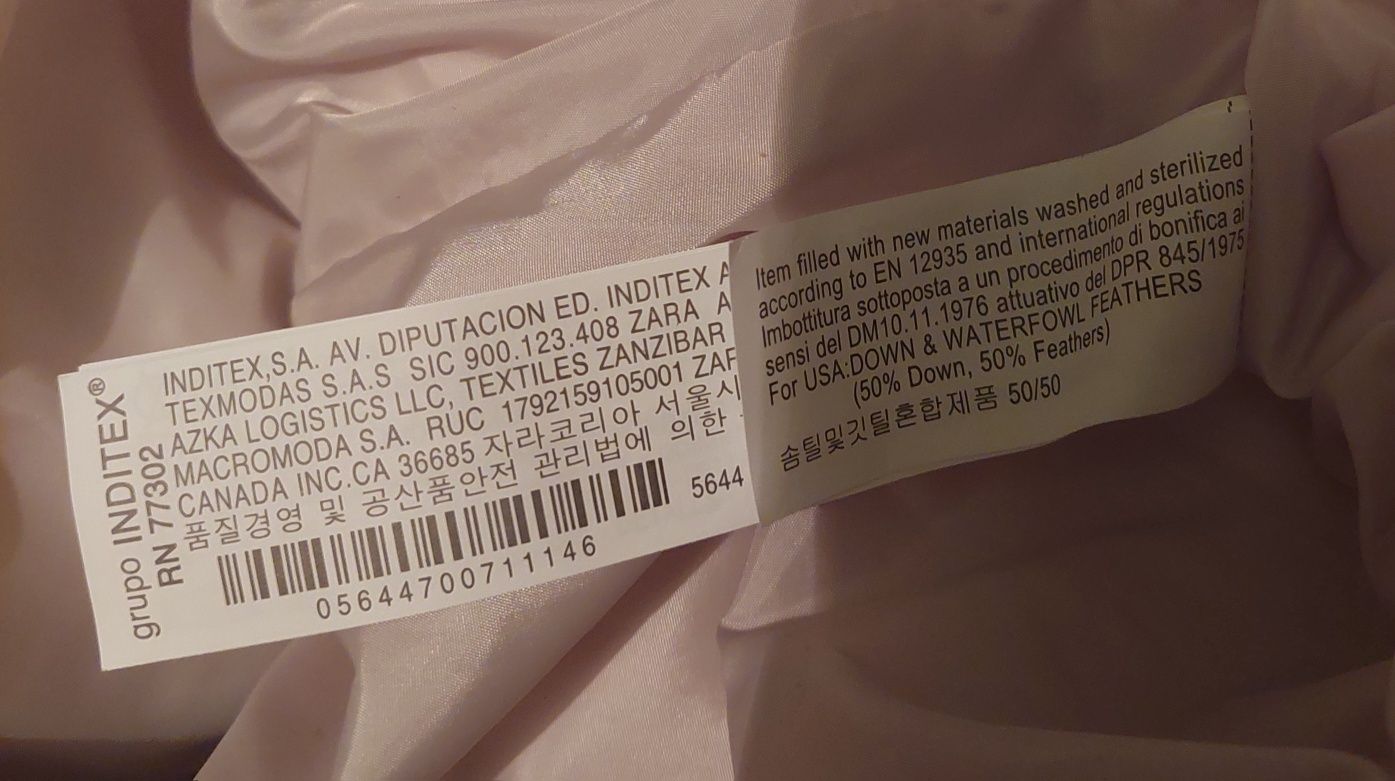 grupo INDITEX®
RN 77302
INDITEX,S.A. AV. DIPUTACION ED. INDITEX
TEXMODAS S.A.S SIC 900.123.408 ZARA
AZKA LOGISTICS LLC, TEXTILES ZANZIBAR
MACROMODA S.A. RUC 1792159105001
CANADA INC.CA 36685 자라코리아 서울시
품질경영 및 공산품안전 관리법에 의한
5644
05644700711146
Item filled with new materials washed and sterilized
according to EN 12935 and international regulations
Imbottitura sottoposta a un procedimento di bonifica ai
sensi del DM10.11.1976 attuativo del DPR 845/1975
For USA:DOWN & WATERFOWL FEATHERS
(50% Down, 50% Feathers)
솜털및깃털혼합제품 50/50